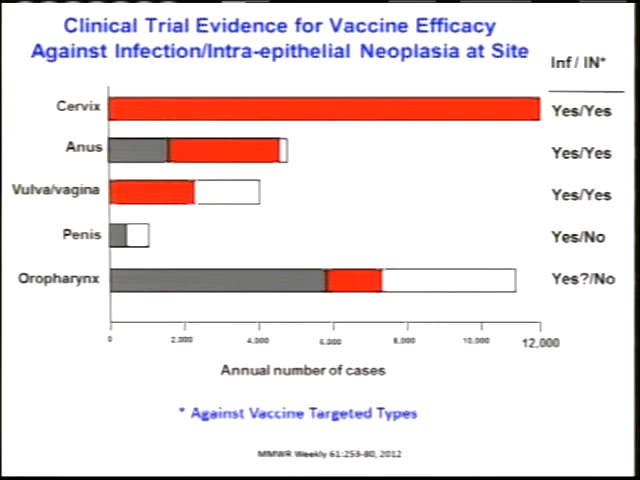 Clinical Trial Evidence for Vaccine Efficacy
Against Infection/Intra-epithelial Neoplasia at Site
Inf / IN*
Cervix
Yes/Yes
Anus
Yes/Yes
Vulva/vagina
Yes/Yes
Penis
Yes/No
Oropharynx
Yes?/No
0 2,000 4,000 6,000 8,000 10,000 12,000
Annual number of cases
* Against Vaccine Targeted Types
MMWR Weekly 61:253-80, 2012